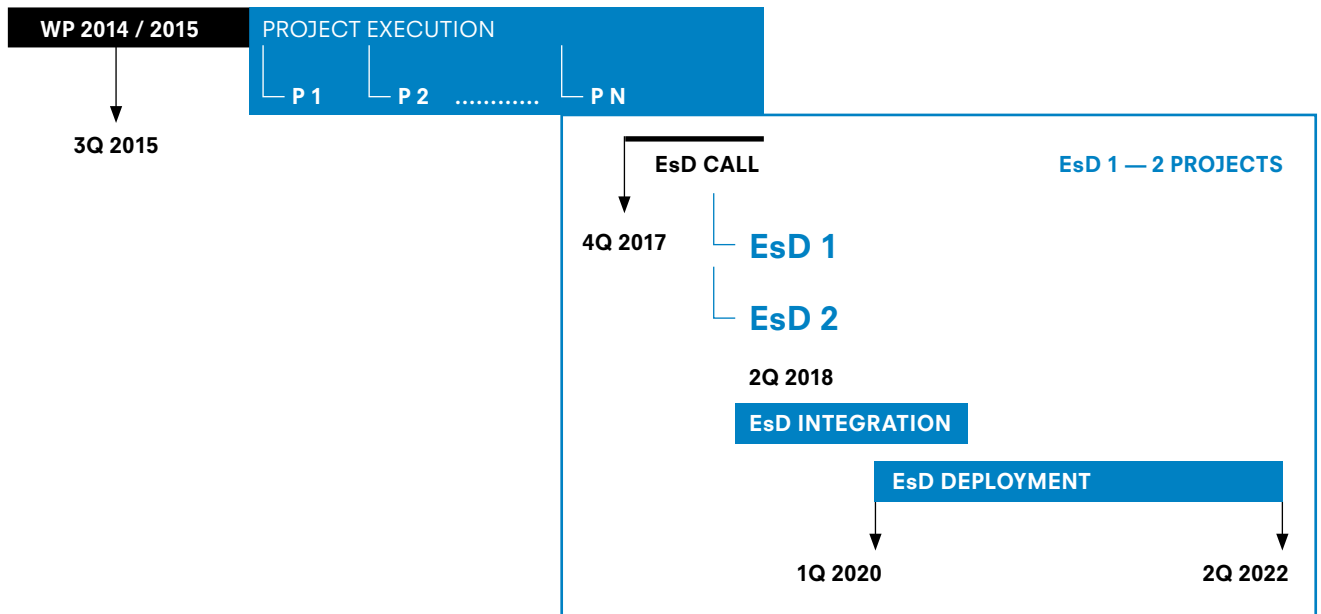 WP 2014 / 2015
PROJECT EXECUTION
P 1
P 2
............
P N
3Q 2015
EsD CALL
EsD 1 — 2 PROJECTS
4Q 2017
EsD 1
EsD 2
2Q 2018
EsD INTEGRATION
EsD DEPLOYMENT
1Q 2020
2Q 2022